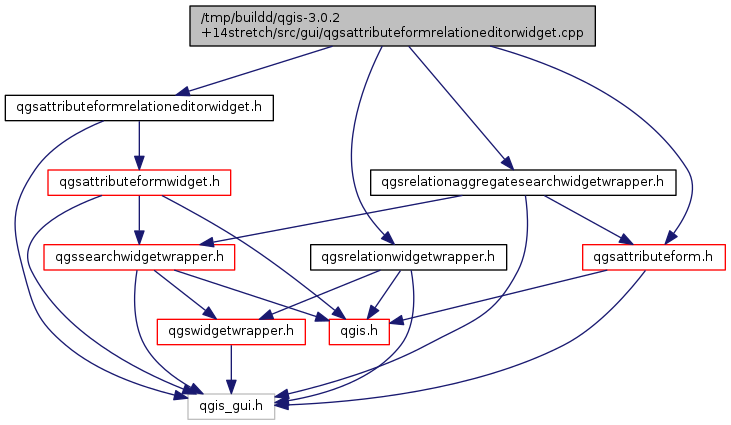 /tmp/buildd/qgis-3.0.2
+14stretch/src/gui/qgsattributeformrelationeditorwidget.cpp
qgsattributeformrelationeditorwidget.h
qgsattributeformwidget.h
qgsrelationaggregatesearchwidgetwrapper.h
qgssearchwidgetwrapper.h
qgsrelationwidgetwrapper.h
qgsattributeform.h
qgswidgetwrapper.h
qgis.h
qgis_gui.h